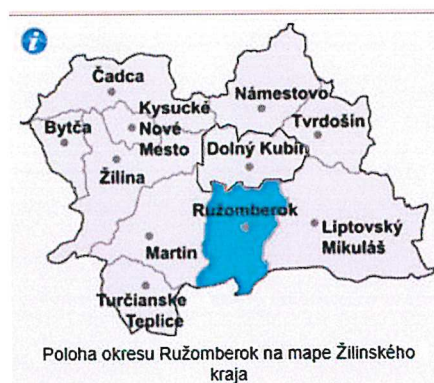 i
Čadca
Námestovo
Kysucké
Nové
Mesto
Tvrdošín
Bytča
Dolný Kubín
Žilina
Ružomberok
Liptovský
Mikuláš
Martin
Turčianske
Teplice
Poloha okresu Ružomberok na mape Žilinského
kraja